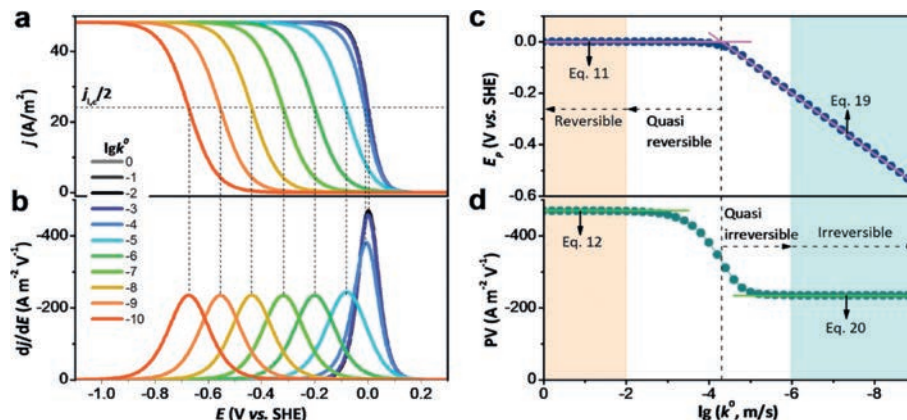 a
40
20
0
j (A/m²)
j_l,c/2
lgk°
0
-1
-2
-3
-4
-5
-6
-7
-8
-9
-10
b
-400
-200
0
dj/dE (A m⁻² V⁻¹)
-1.0 -0.8 -0.6 -0.4 -0.2 0.0 0.2
E (V vs. SHE)
c
0.0
-0.2
-0.4
-0.6
E_p (V vs. SHE)
Eq. 11
Eq. 19
Reversible
Quasi
reversible
d
-400
-200
0
PV (A m⁻² V⁻¹)
Eq. 12
Quasi
irreversible
Irreversible
Eq. 20
0 -2 -4 -6 -8
lg (k°, m/s)